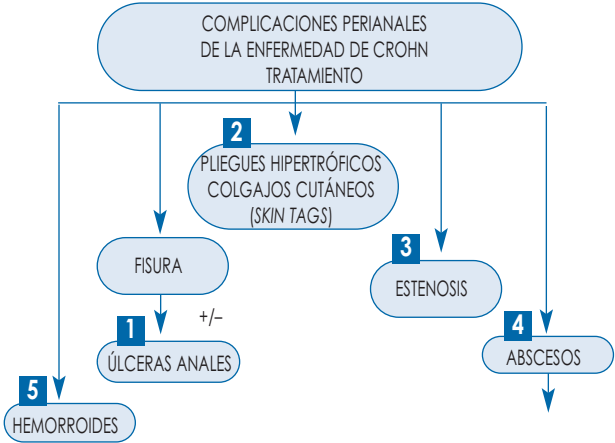 COMPLICACIONES PERIANALES
DE LA ENFERMEDAD DE CROHN
TRATAMIENTO
2
PLIEGUES HIPERTRÓFICOS
COLGAJOS CUTÁNEOS
(SKIN TAGS)
FISURA
3
ESTENOSIS
+/–
1
ÚLCERAS ANALES
4
ABSCESOS
5
HEMORROIDES